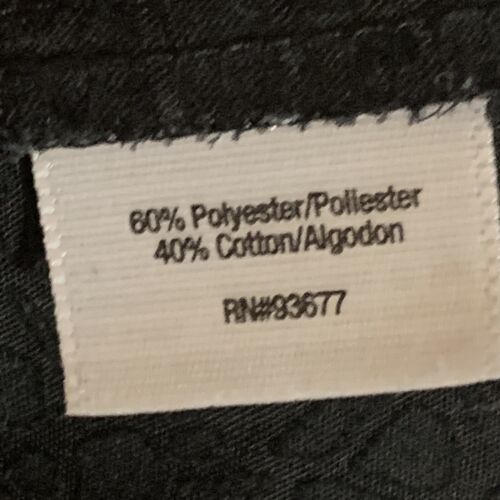 60% Polyester/Poliester
40% Cotton/Algodon
RN#93677